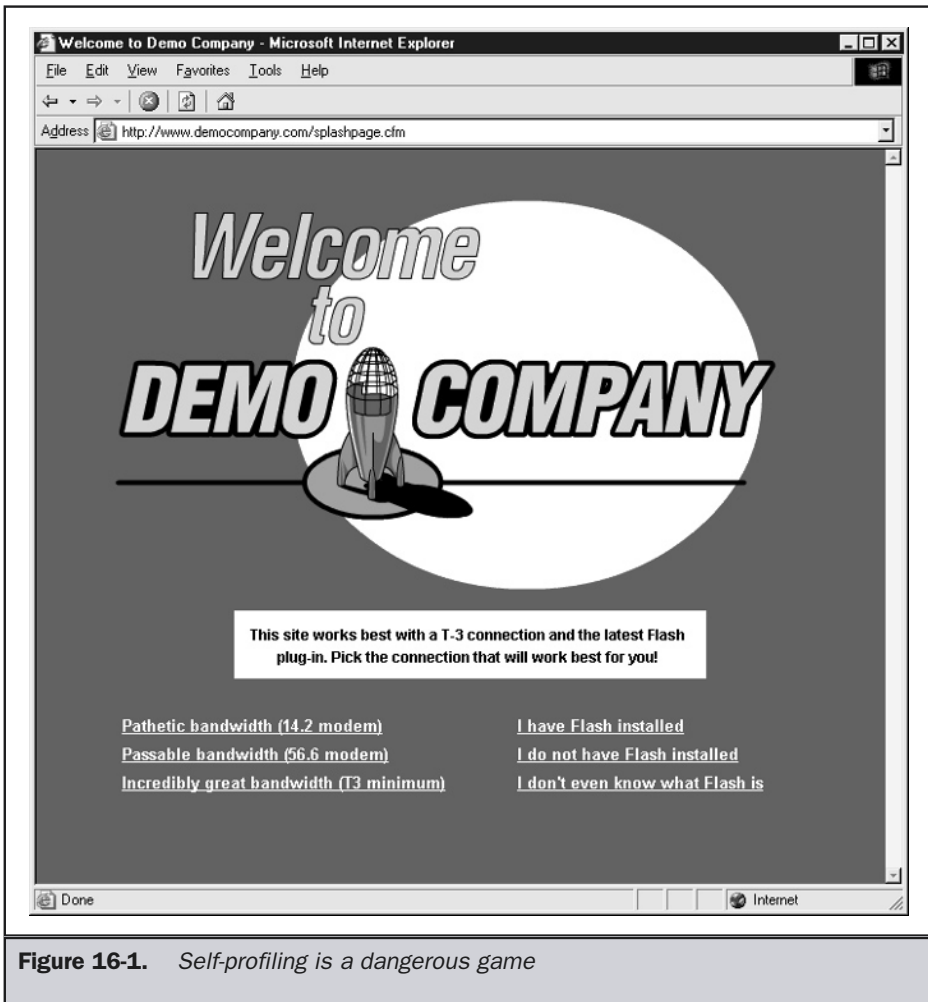 Welcome to Demo Company - Microsoft Internet Explorer
File Edit View Favorites Tools Help
Address http://www.democompany.com/splashpage.cfm
Welcome
to
DEMO COMPANY
This site works best with a T-3 connection and the latest Flash
plug-in. Pick the connection that will work best for you!
Pathetic bandwidth (14.2 modem)
Passable bandwidth (56.6 modem)
Incredibly great bandwidth (T3 minimum)
I have Flash installed
I do not have Flash installed
I don't even know what Flash is
Done
Internet
Figure 16-1. Self-profiling is a dangerous game